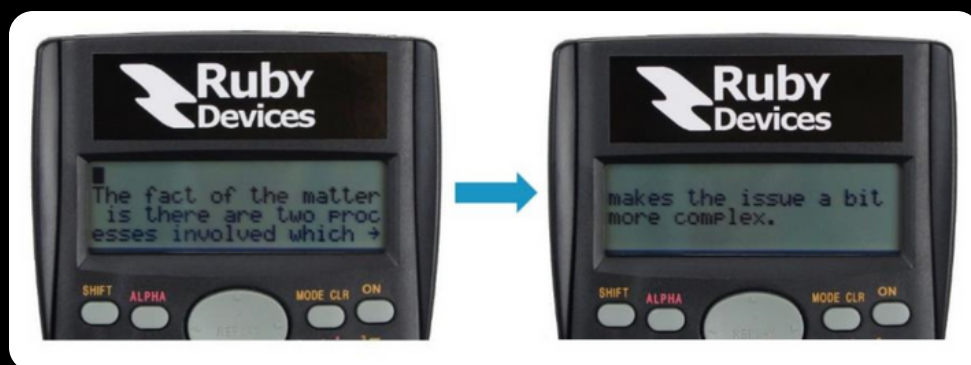 Ruby
Devices
The fact of the matter
is there are two proc
esses involved which →
SHIFT
ALPHA
MODE CLR
ON
Ruby
Devices
makes the issue a bit
more complex.
SHIFT
ALPHA
MODE CLR
ON